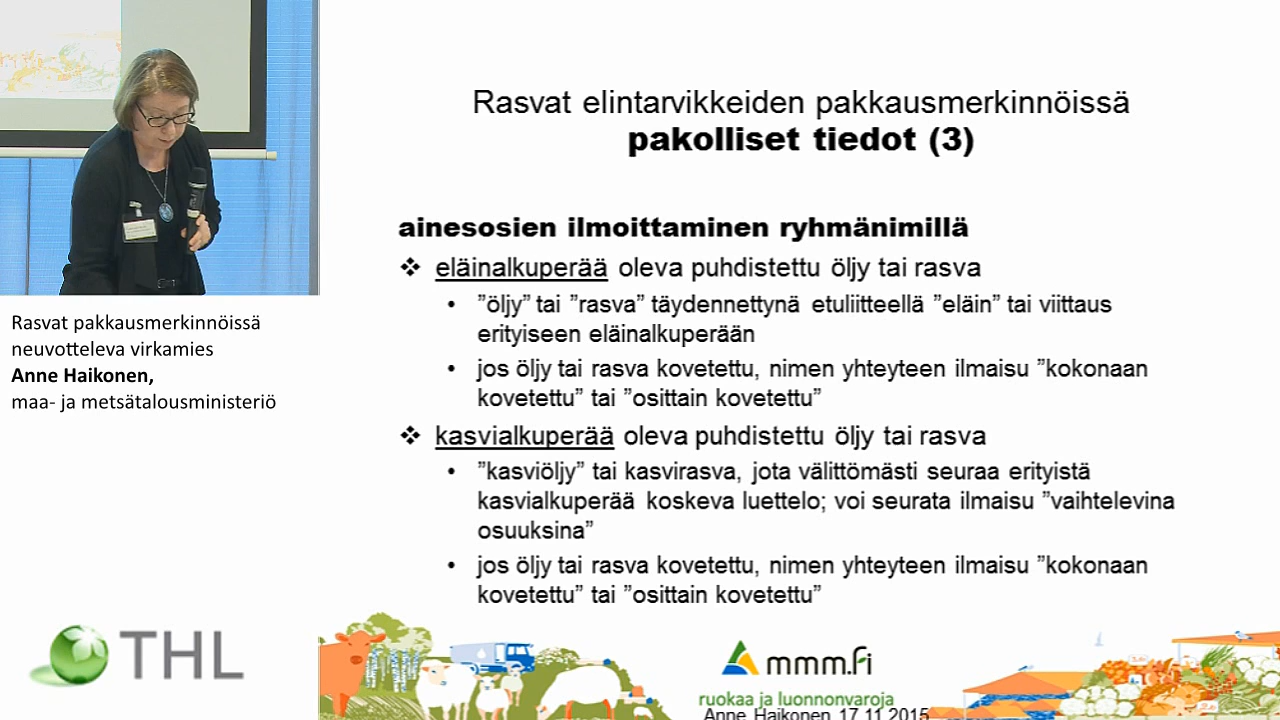 Rasvat elintarvikkeiden pakkausmerkinnöissä
pakolliset tiedot (3)
ainesosien ilmoittaminen ryhmänimillä
❖ eläinalkuperää oleva puhdistettu öljy tai rasva
• ”öljy” tai ”rasva” täydennettynä etuliitteellä ”eläin” tai viittaus
erityiseen eläinalkuperään
• jos öljy tai rasva kovetettu, nimen yhteyteen ilmaisu ”kokonaan
kovetettu” tai ”osittain kovetettu”
❖ kasvialkuperää oleva puhdistettu öljy tai rasva
• ”kasviöljy” tai kasvirasva, jota välittömästi seuraa erityistä
kasvialkuperää koskeva luettelo; voi seurata ilmaisu ”vaihtelevina
osuuksina”
• jos öljy tai rasva kovetettu, nimen yhteyteen ilmaisu ”kokonaan
kovetettu” tai ”osittain kovetettu”
Rasvat pakkausmerkinnöissä
neuvotteleva virkamies
Anne Haikonen,
maa- ja metsätalousministeriö
THL
mmm.fi
ruokaa ja luonnonvaroja
Anne Haikonen 17.11.2015